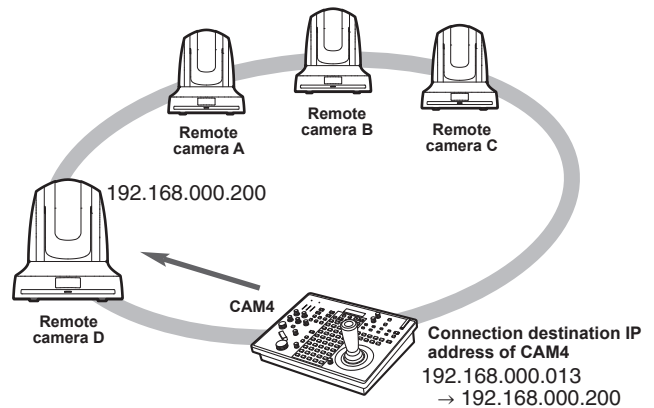 Remote
camera A
Remote
camera B
Remote
camera C
192.168.000.200
Remote
camera D
CAM4
Connection destination IP
address of CAM4
192.168.000.013
→ 192.168.000.200